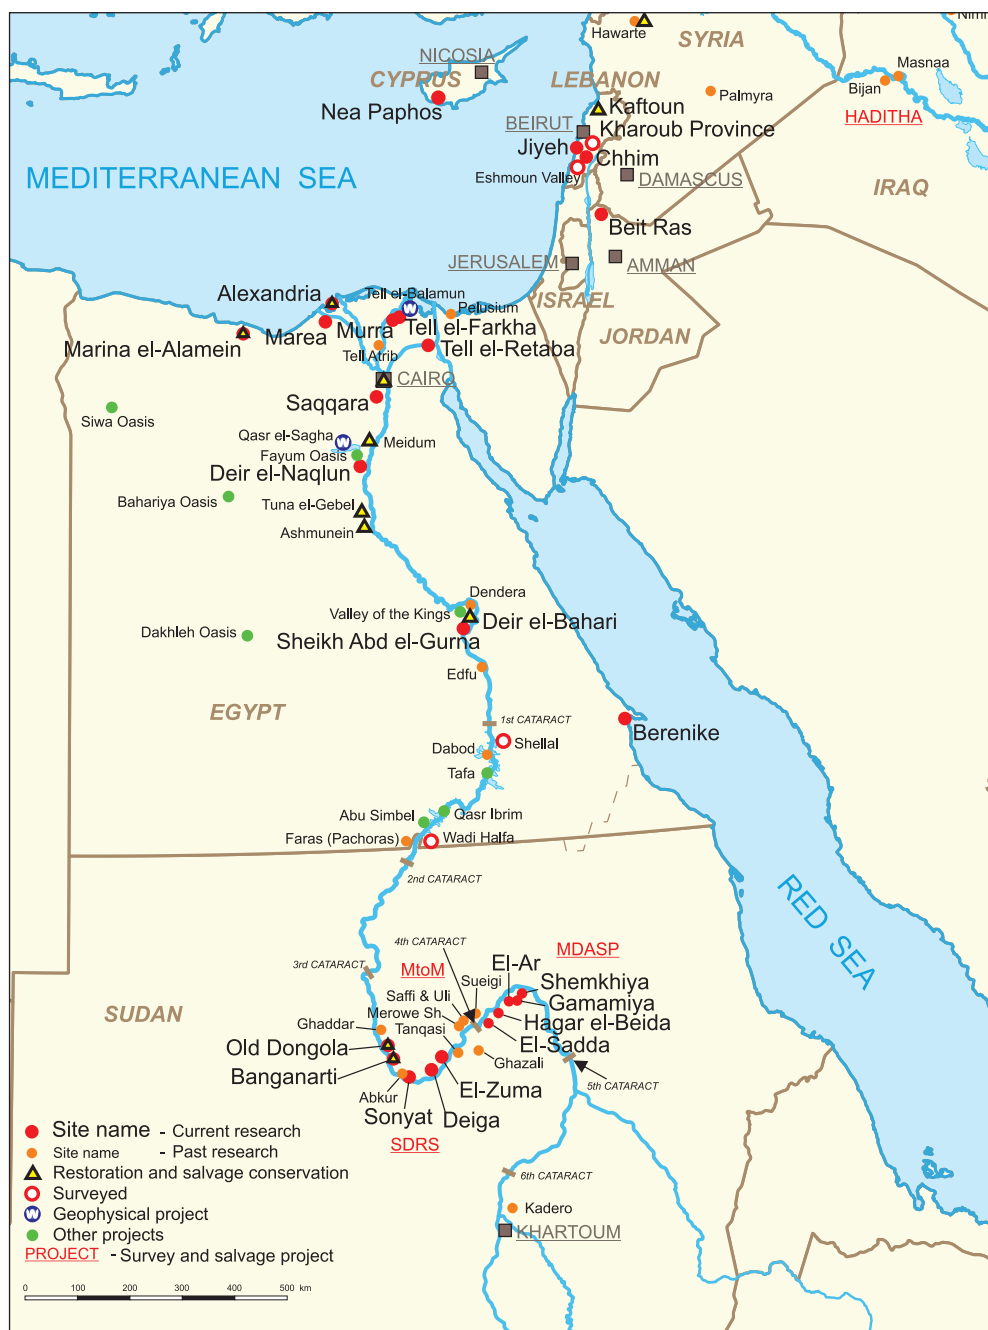 Hawarte
SYRIA
Nimr
NICOSIA
CYPRUS
LEBANON
Masnaa
Bijan
Palmyra
HADITHA
Nea Paphos
Kaftoun
BEIRUT
Kharoub Province
Jiyeh
Chhim
Eshmoun Valley
DAMASCUS
MEDITERRANEAN SEA
IRAQ
Beit Ras
JERUSALEM
AMMAN
ISRAEL
JORDAN
Alexandria
Tell el-Balamun
Pelusium
Marea
Murra
Tell el-Farkha
Marina el-Alamein
Tell Atrib
Tell el-Retaba
CAIRO
Saqqara
Siwa Oasis
Qasr el-Sagha
W
W
Meidum
Fayum Oasis
Deir el-Naqlun
Bahariya Oasis
Tuna el-Gebel
Ashmunein
Dendera
Valley of the Kings
Deir el-Bahari
Dakhleh Oasis
Sheikh Abd el-Gurna
Edfu
EGYPT
1st CATARACT
Berenike
Shellal
Dabod
Tafa
Abu Simbel
Qasr Ibrim
Faras (Pachoras)
Wadi Halfa
2nd CATARACT
RED SEA
4th CATARACT
MDASP
3rd CATARACT
MtoM
El-Ar
Sueigi
Shemkhiya
Saffi & Uli
Gamamiya
SUDAN
Merowe Sh
Hagar el-Beida
Ghaddar
Tanqasi
El-Sadda
Old Dongola
Ghazali
Banganarti
El-Zuma
5th CATARACT
Abkur
Sonyat
Deiga
SDRS
Site name - Current research
Site name - Past research
Restoration and salvage conservation
Surveyed
W Geophysical project
Other projects
PROJECT - Survey and salvage project
6th CATARACT
Kadero
KHARTOUM
0 100 200 300 400 500 km